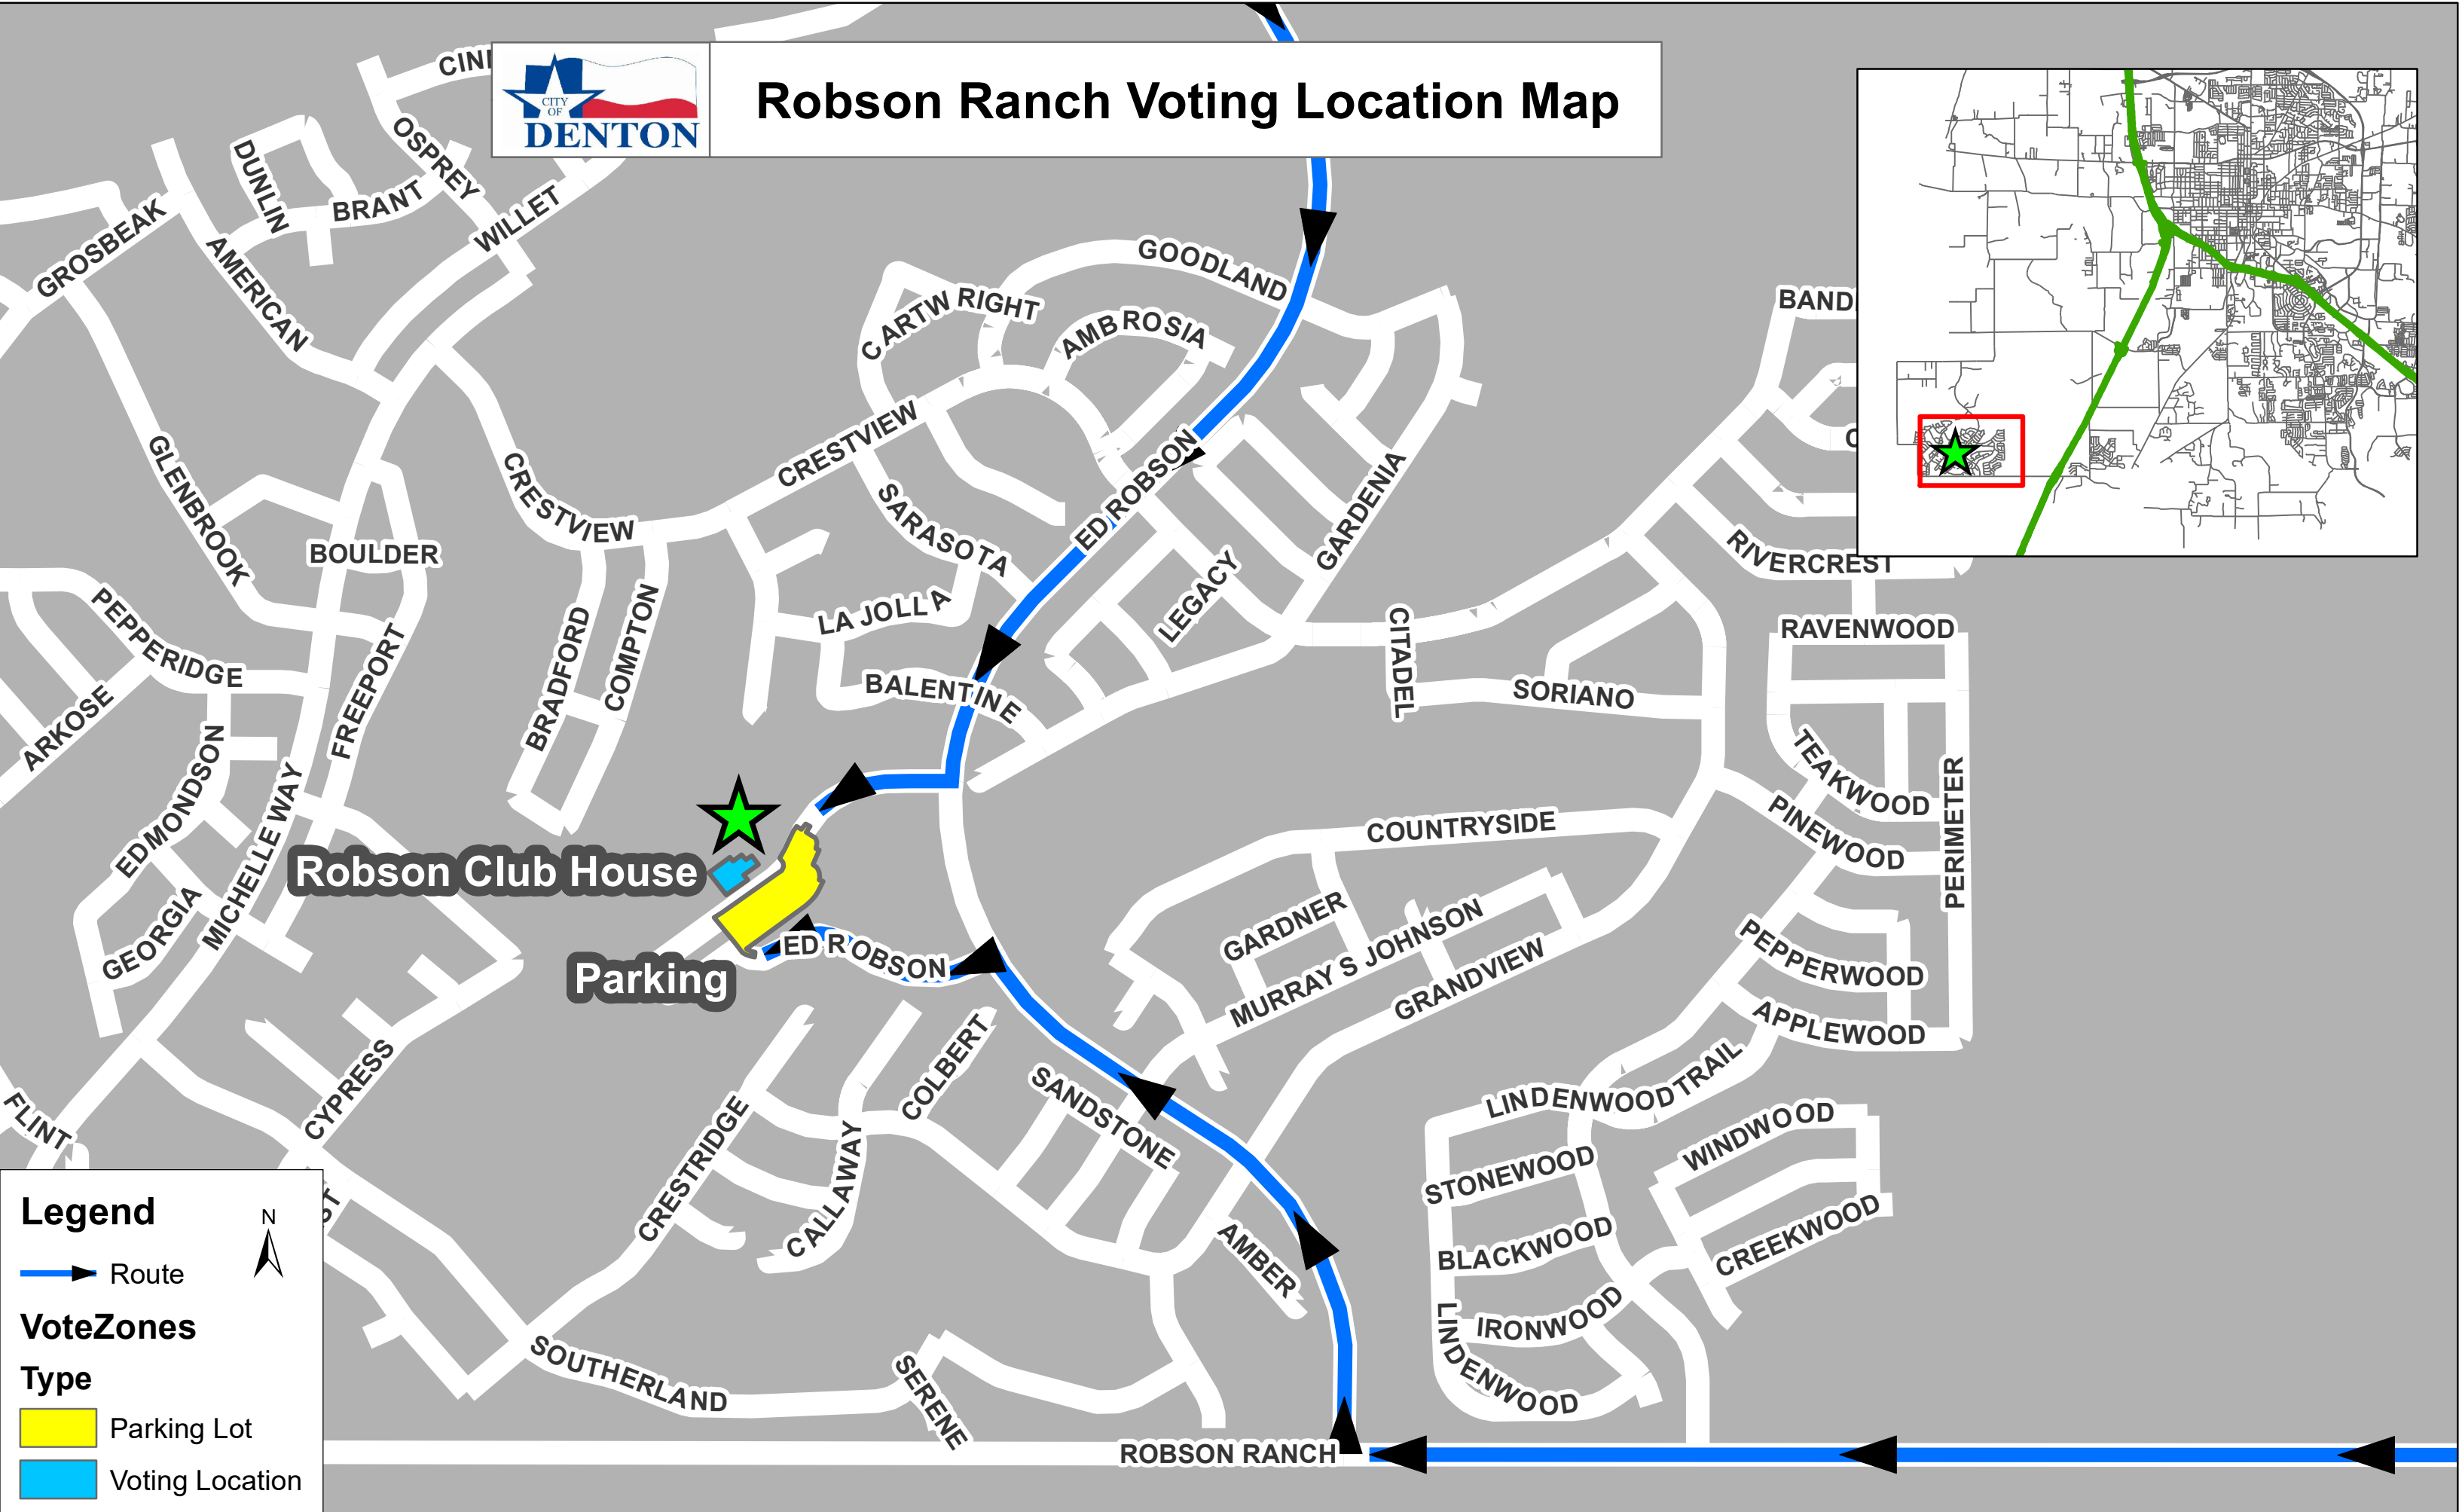 CITY
OF
DENTON
Robson Ranch Voting Location Map
OSPREY
DUNLIN
BRANT
WILLET
GROSBEAK
AMERICAN
GOODLAND
CARTWRIGHT
AMBROSIA
CRESTVIEW
GLENBROOK
CRESTVIEW
SARASOTA
ED ROBSON
GARDENIA
BOULDER
RIVERCREST
LEGACY
LA JOLLA
PEPPERIDGE
BRADFORD
COMPTON
CITADEL
RAVENWOOD
FREEPORT
BALENTINE
SORIANO
ARKOSE
EDMONDSON
TEAKWOOD
PERIMETER
MICHELLE WAY
COUNTRYSIDE
PINEWOOD
Robson Club House
GEORGIA
GARDNER
MURRAY S JOHNSON
ED ROBSON
Parking
GRANDVIEW
PEPPERWOOD
APPLEWOOD
COLBERT
SANDSTONE
CYPRESS
FLINT
LINDENWOOD
TRAIL
WINDWOOD
CRESTRIDGE
CALLAWAY
STONEWOOD
AMBER
BLACKWOOD
CREEKWOOD
IRONWOOD
LINDENWOOD
SOUTHERLAND
SERENE
ROBSON RANCH
Legend
N
Route
VoteZones
Type
Parking Lot
Voting Location